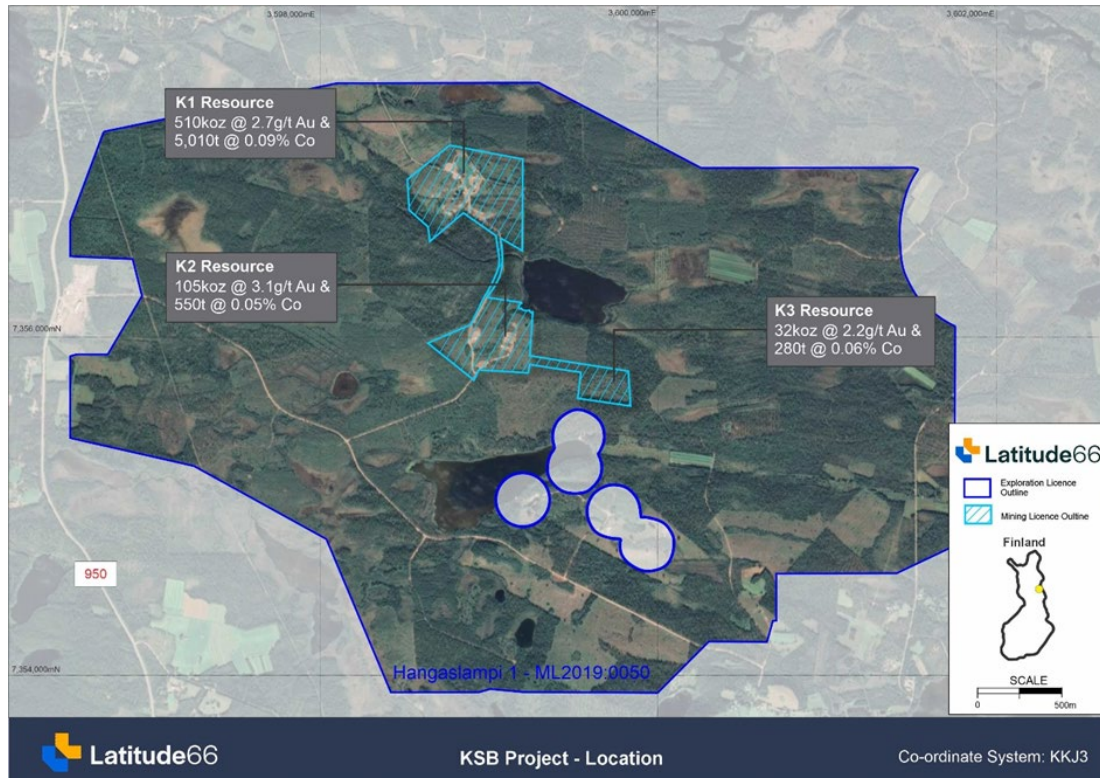 3,598,000mE
3,600,000mE
3,602,000mE
K1 Resource
510koz @ 2.7g/t Au &
5,010t @ 0.09% Co
K2 Resource
105koz @ 3.1g/t Au &
550t @ 0.05% Co
K3 Resource
32koz @ 2.2g/t Au &
280t @ 0.06% Co
7,356,000mN
950
7,354,000mN
Hangaslampi 1 - ML2019:0050
Latitude66
Exploration Licence
Outline
Mining Licence Outline
Finland
SCALE
0 500m
Latitude66
KSB Project - Location
Co-ordinate System: KKJ3